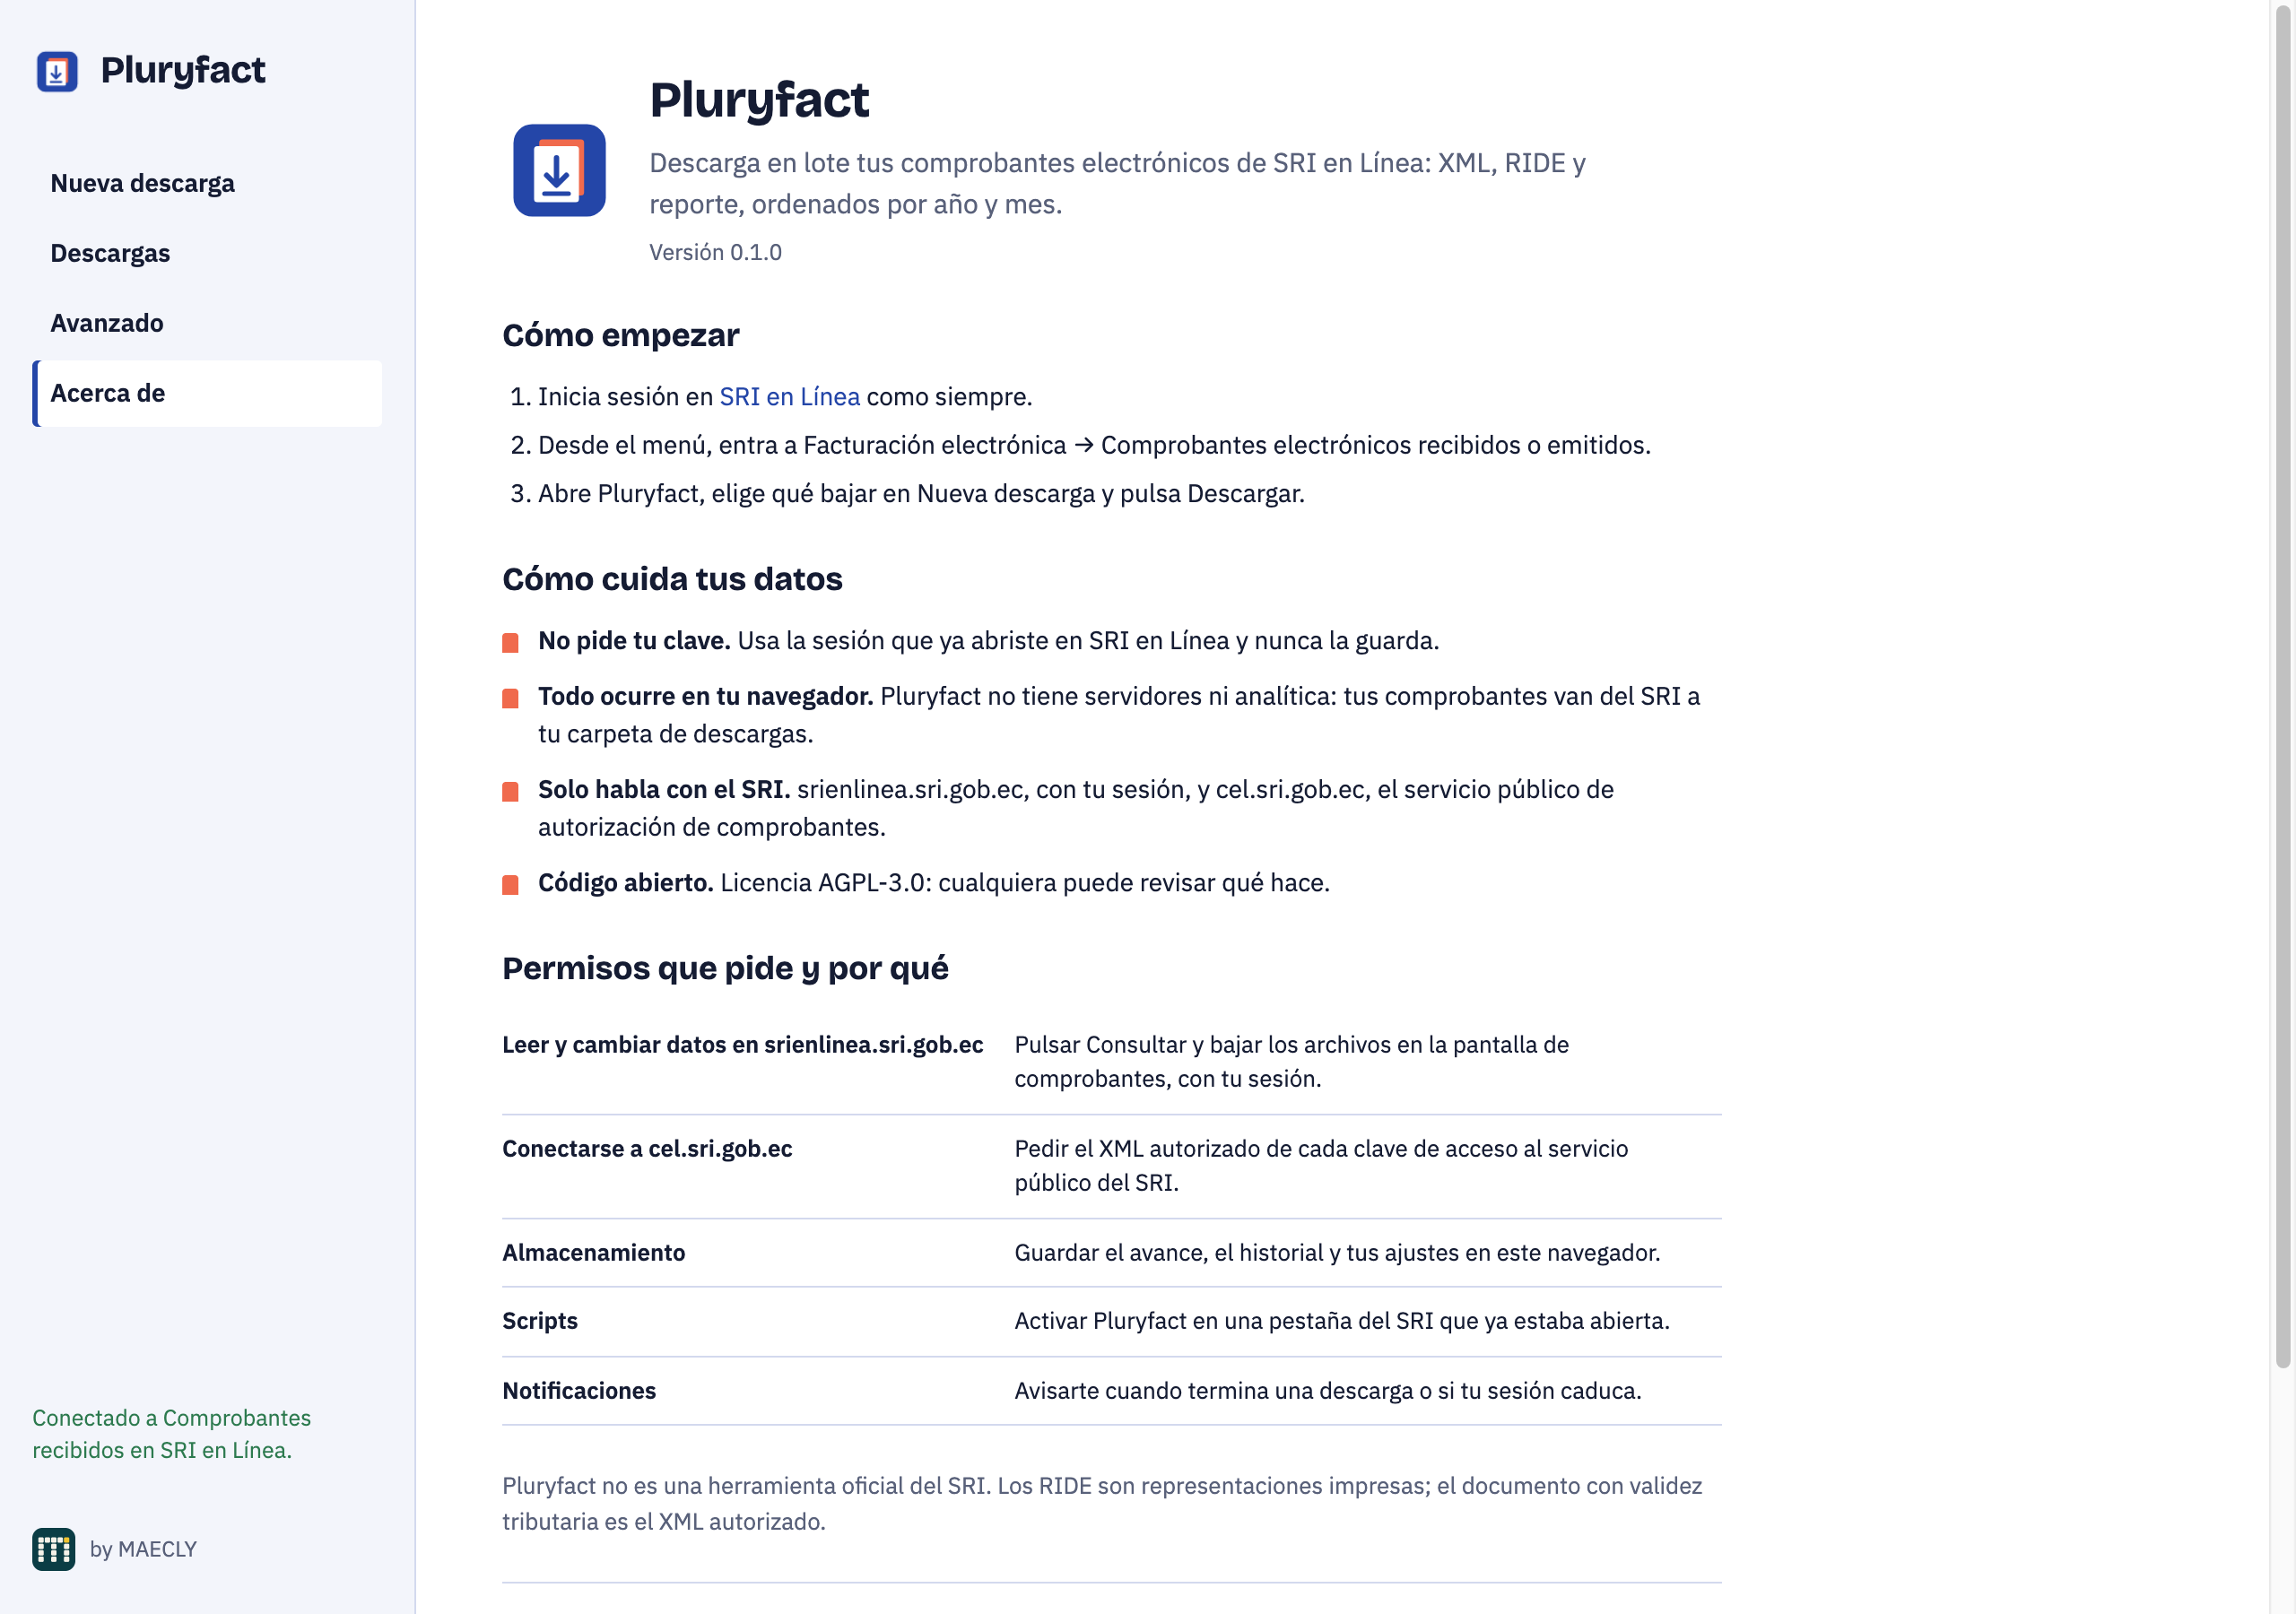 Pluryfact
Nueva descarga
Descargas
Avanzado
Acerca de
Conectado a Comprobantes
recibidos en SRI en Línea.
by MAECLY
Pluryfact
Descarga en lote tus comprobantes electrónicos de SRI en Línea: XML, RIDE y
reporte, ordenados por año y mes.
Versión 0.1.0
Cómo empezar
1. Inicia sesión en SRI en Línea como siempre.
2. Desde el menú, entra a Facturación electrónica → Comprobantes electrónicos recibidos o emitidos.
3. Abre Pluryfact, elige qué bajar en Nueva descarga y pulsa Descargar.
Cómo cuida tus datos
No pide tu clave. Usa la sesión que ya abriste en SRI en Línea y nunca la guarda.
Todo ocurre en tu navegador. Pluryfact no tiene servidores ni analítica: tus comprobantes van del SRI a
tu carpeta de descargas.
Solo habla con el SRI. srienlinea.sri.gob.ec, con tu sesión, y cel.sri.gob.ec, el servicio público de
autorización de comprobantes.
Código abierto. Licencia AGPL-3.0: cualquiera puede revisar qué hace.
Permisos que pide y por qué
Leer y cambiar datos en srienlinea.sri.gob.ec
Pulsar Consultar y bajar los archivos en la pantalla de
comprobantes, con tu sesión.
Conectarse a cel.sri.gob.ec
Pedir el XML autorizado de cada clave de acceso al servicio
público del SRI.
Almacenamiento
Guardar el avance, el historial y tus ajustes en este navegador.
Scripts
Activar Pluryfact en una pestaña del SRI que ya estaba abierta.
Notificaciones
Avisarte cuando termina una descarga o si tu sesión caduca.
Pluryfact no es una herramienta oficial del SRI. Los RIDE son representaciones impresas; el documento con validez
tributaria es el XML autorizado.